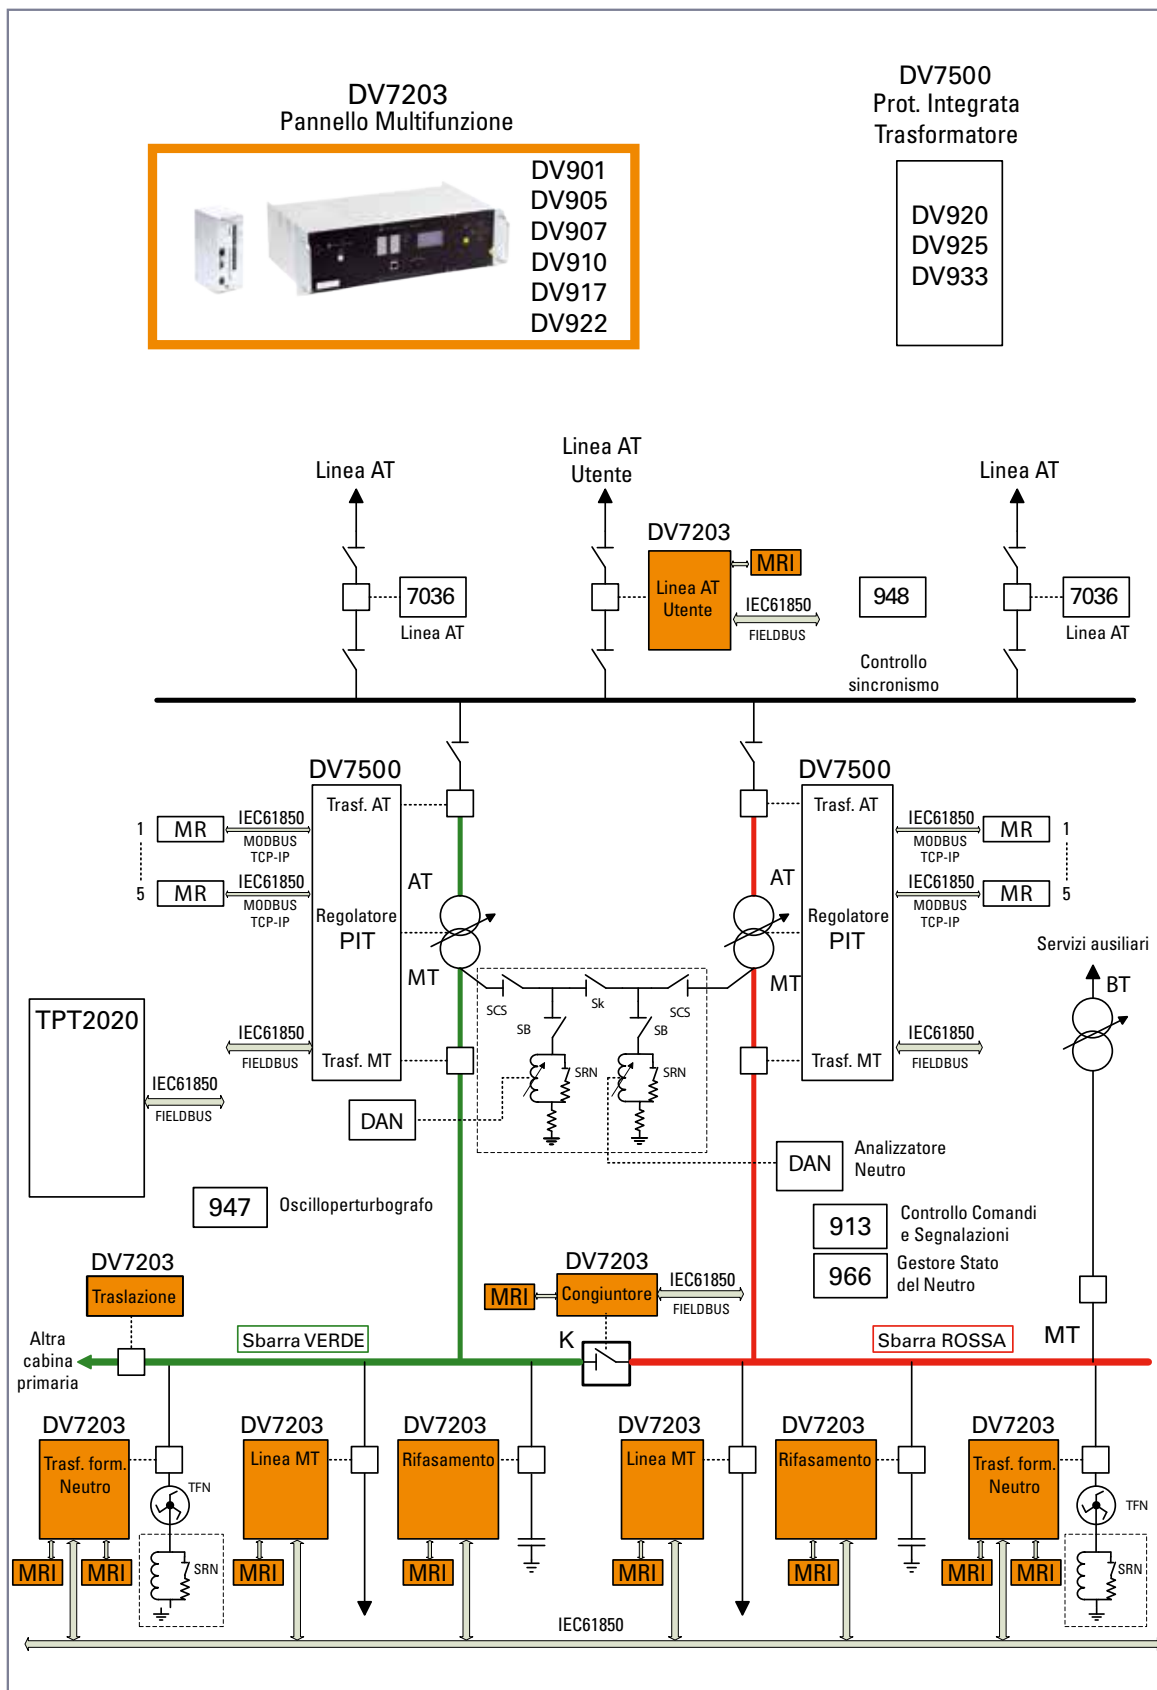 DV7203
Pannello Multifunzione
DV901
DV905
DV907
DV910
DV917
DV922
DV7500
Prot. Integrata
Trasformatore
DV920
DV925
DV933
Linea AT
Linea AT
Utente
Linea AT
DV7203
Linea AT
Utente
MRI
IEC61850
FIELDBUS
7036
Linea AT
948
Controllo
sincronismo
7036
Linea AT
DV7500
Trasf. AT
Regolatore
PIT
Trasf. MT
1
MR
IEC61850
MODBUS
TCP-IP
5
MR
IEC61850
MODBUS
TCP-IP
AT
MT
DV7500
Trasf. AT
Regolatore
PIT
Trasf. MT
IEC61850
MODBUS
TCP-IP
MR
1
IEC61850
MODBUS
TCP-IP
MR
5
AT
MT
SCS
Sk
SCS
SB
SB
SRN
SRN
Servizi ausiliari
BT
TPT2020
IEC61850
FIELDBUS
IEC61850
FIELDBUS
IEC61850
FIELDBUS
DAN
DAN
Analizzatore
Neutro
947
Oscilloperturbografo
913
Controllo Comandi
e Segnalazioni
966
Gestore Stato
del Neutro
DV7203
Traslazione
DV7203
MRI
Congiuntore
IEC61850
FIELDBUS
Altra
cabina
primaria
Sbarra VERDE
K
Sbarra ROSSA
MT
DV7203
Trasf. form.
Neutro
TFN
DV7203
Linea MT
DV7203
Rifasamento
DV7203
Linea MT
DV7203
Rifasamento
DV7203
Trasf. form.
Neutro
TFN
MRI
MRI
SRN
MRI
MRI
MRI
MRI
MRI
MRI
SRN
IEC61850